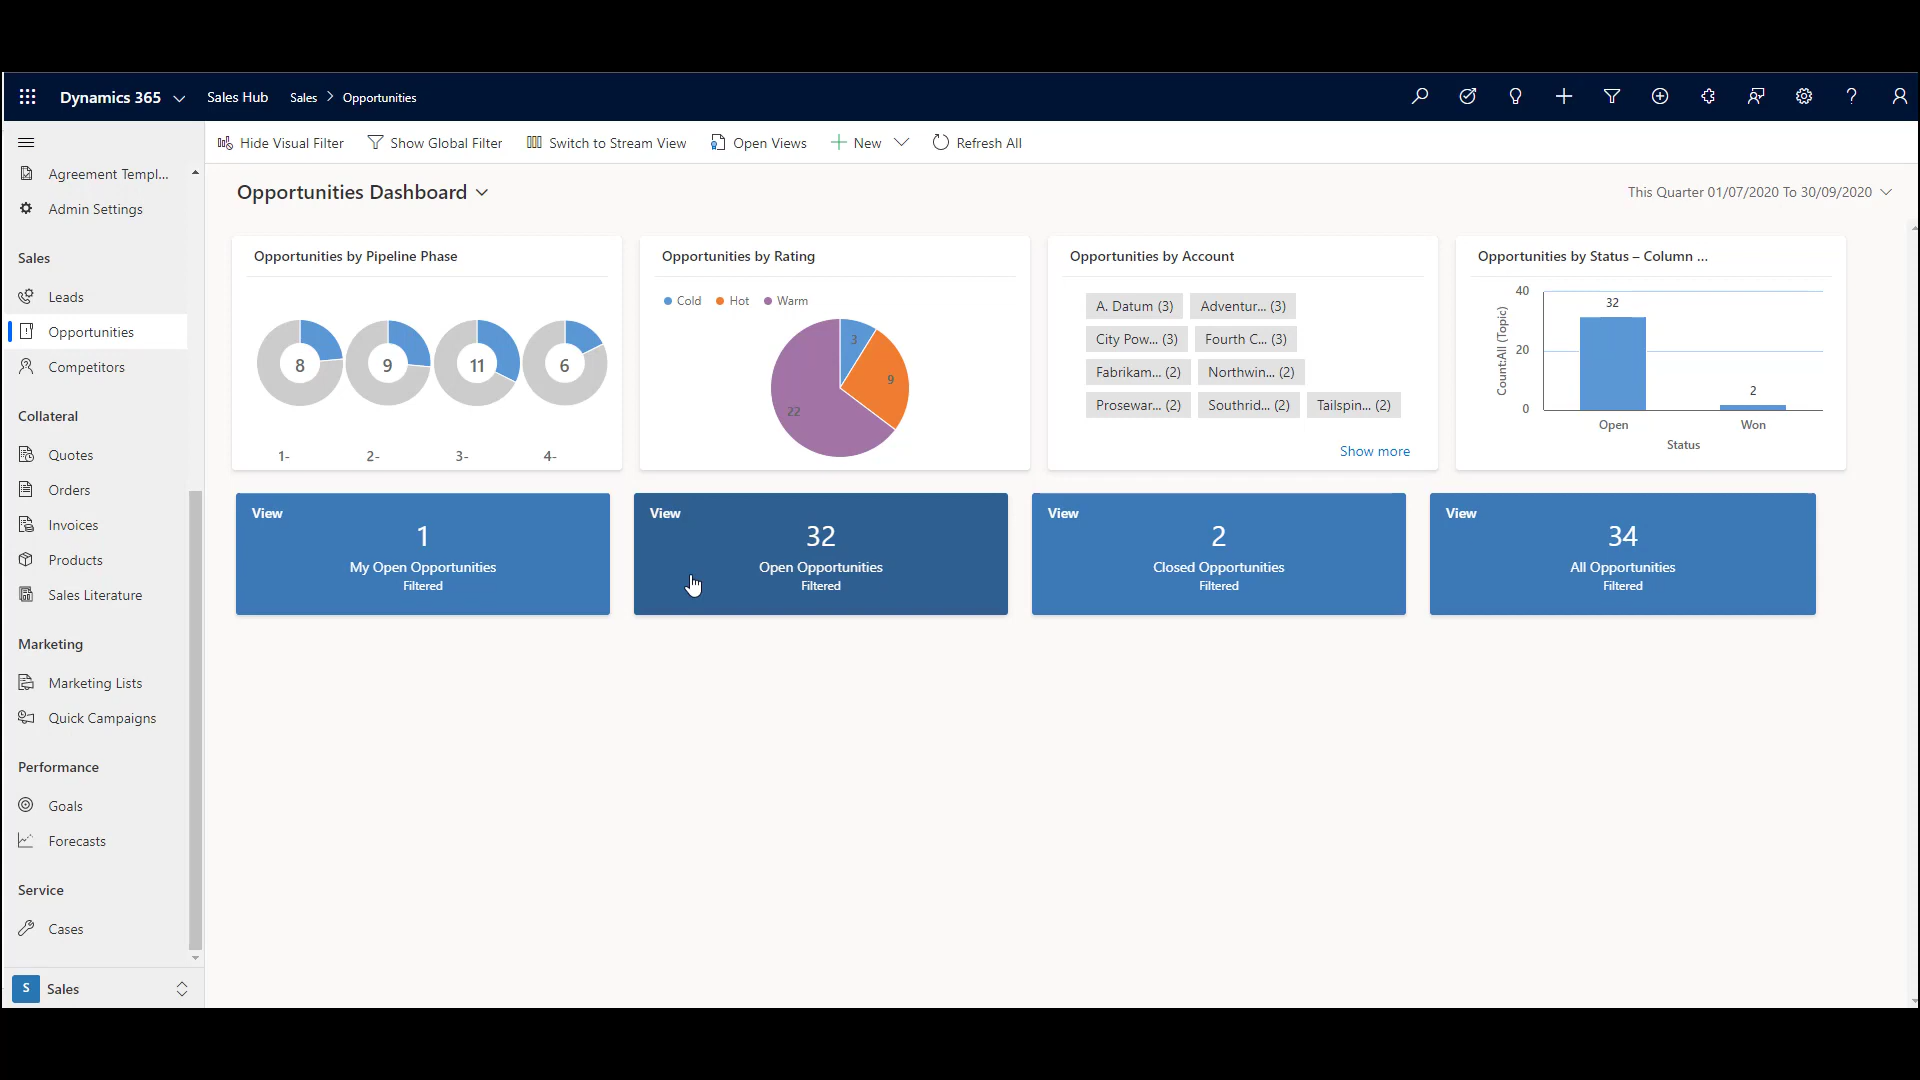 Dynamics 365 Sales Hub Sales > Opportunities
Hide Visual Filter Show Global Filter Switch to Stream View Open Views New Refresh All
Agreement Templ...
Admin Settings
Sales
Leads
Opportunities
Competitors
Collateral
Quotes
Orders
Invoices
Products
Sales Literature
Marketing
Marketing Lists
Quick Campaigns
Performance
Goals
Forecasts
Service
Cases
S Sales
Opportunities Dashboard
This Quarter 01/07/2020 To 30/09/2020
Opportunities by Pipeline Phase
8 9 11 6
1- 2- 3- 4-
Opportunities by Rating
Cold Hot Warm
3
9
22
Opportunities by Account
A. Datum (3) Adventur... (3)
City Pow... (3) Fourth C... (3)
Fabrikam... (2) Northwin... (2)
Prosewar... (2) Southrid... (2) Tailspin... (2)
Show more
Opportunities by Status – Column ...
Count:All (Topic)
40
20
0
32
2
Open Won
Status
View
1
My Open Opportunities
Filtered
View
32
Open Opportunities
Filtered
View
2
Closed Opportunities
Filtered
View
34
All Opportunities
Filtered